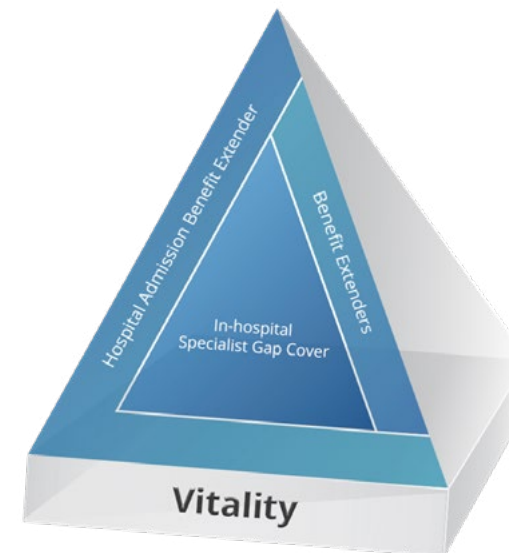 Hospital Admission Benefit Extender
Benefit Extenders
In-hospital
Specialist Gap Cover
Vitality